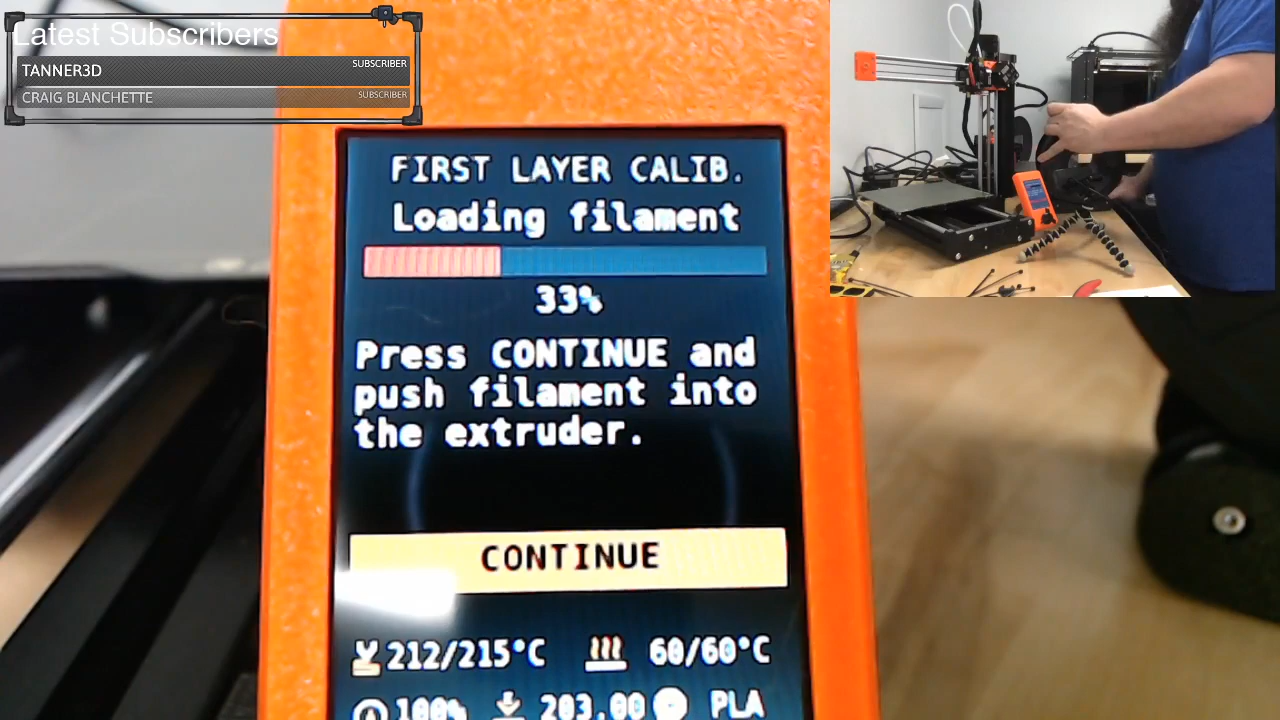 Latest Subscribers
TANNER3D SUBSCRIBER
CRAIG BLANCHETTE SUBSCRIBER
FIRST LAYER CALIB.
Loading filament
33%
Press CONTINUE and
push filament into
the extruder.
CONTINUE
212/215°C 60/60°C
100% 203.00 PLA